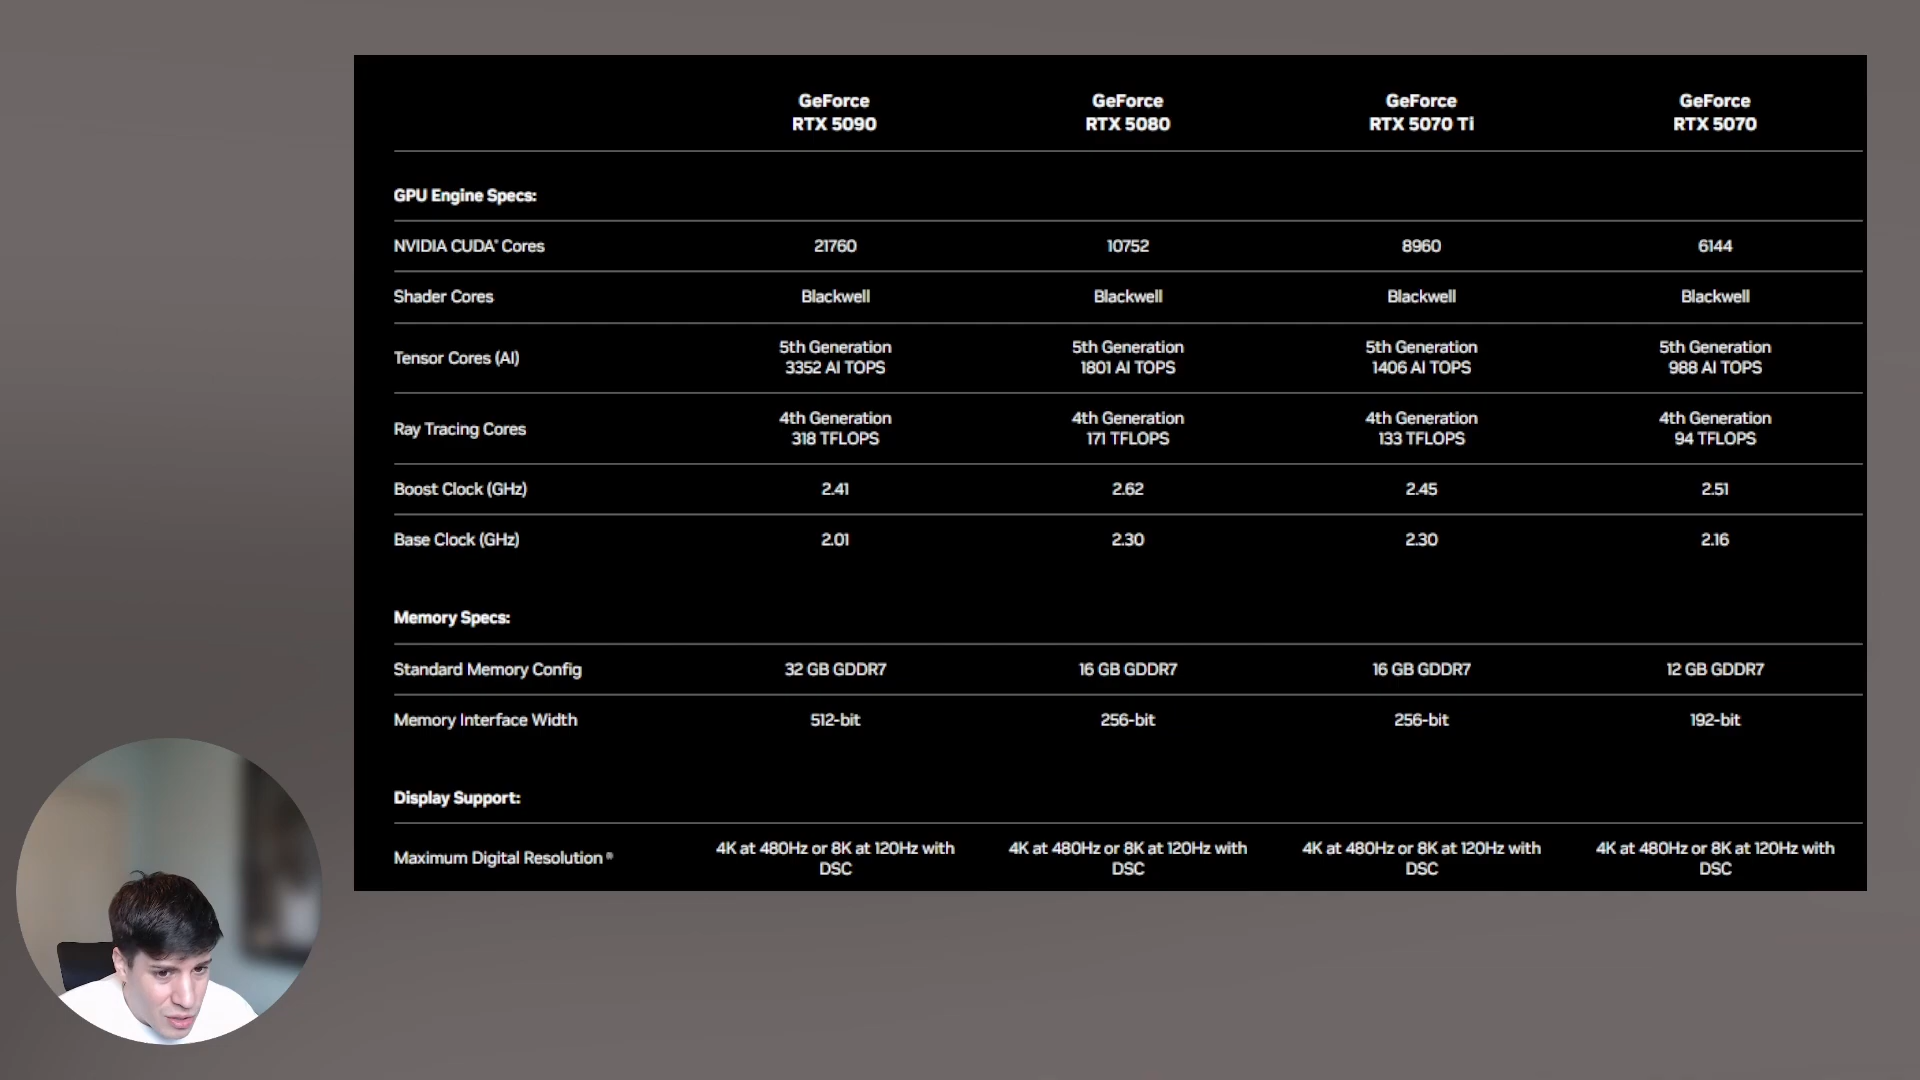 GeForce RTX 5090
GeForce RTX 5080
GeForce RTX 5070 Ti
GeForce RTX 5070
GPU Engine Specs:
NVIDIA CUDA® Cores 21760 10752 8960 6144
Shader Cores Blackwell Blackwell Blackwell Blackwell
Tensor Cores (AI)
5th Generation 5th Generation 5th Generation 5th Generation
3352 AI TOPS 1801 AI TOPS 1406 AI TOPS 988 AI TOPS
Ray Tracing Cores
4th Generation 4th Generation 4th Generation 4th Generation
318 TFLOPS 171 TFLOPS 133 TFLOPS 94 TFLOPS
Boost Clock (GHz) 2.41 2.62 2.45 2.51
Base Clock (GHz) 2.01 2.30 2.30 2.16
Memory Specs:
Standard Memory Config 32 GB GDDR7 16 GB GDDR7 16 GB GDDR7 12 GB GDDR7
Memory Interface Width 512-bit 256-bit 256-bit 192-bit
Display Support:
Maximum Digital Resolution
4K at 480Hz or 8K at 120Hz with DSC
4K at 480Hz or 8K at 120Hz with DSC
4K at 480Hz or 8K at 120Hz with DSC
4K at 480Hz or 8K at 120Hz with DSC